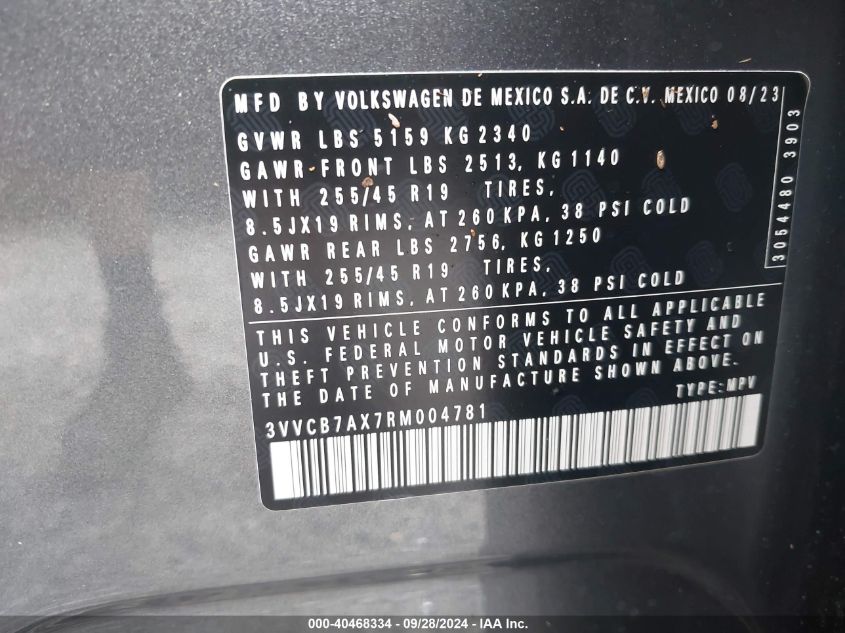 MFD BY VOLKSWAGEN DE MEXICO S.A. DE C.V. MEXICO 08/23
GVWR LBS 5159 KG 2340
GAWR FRONT LBS 2513, KG 1140
WITH 255/45 R19 TIRES,
8.5JX19 RIMS, AT 260 KPA, 38 PSI COLD
GAWR REAR LBS 2756, KG 1250
WITH 255/45 R19 TIRES,
8.5JX19 RIMS, AT 260 KPA, 38 PSI COLD
3054480 3903
THIS VEHICLE CONFORMS TO ALL APPLICABLE
U.S. FEDERAL MOTOR VEHICLE SAFETY AND
THEFT PREVENTION STANDARDS IN EFFECT ON
THE DATE OF MANUFACTURE SHOWN ABOVE.
TYPE: MPV
3VVCB7AX7RM004781
000-40468334 - 09/28/2024 - IAA Inc.